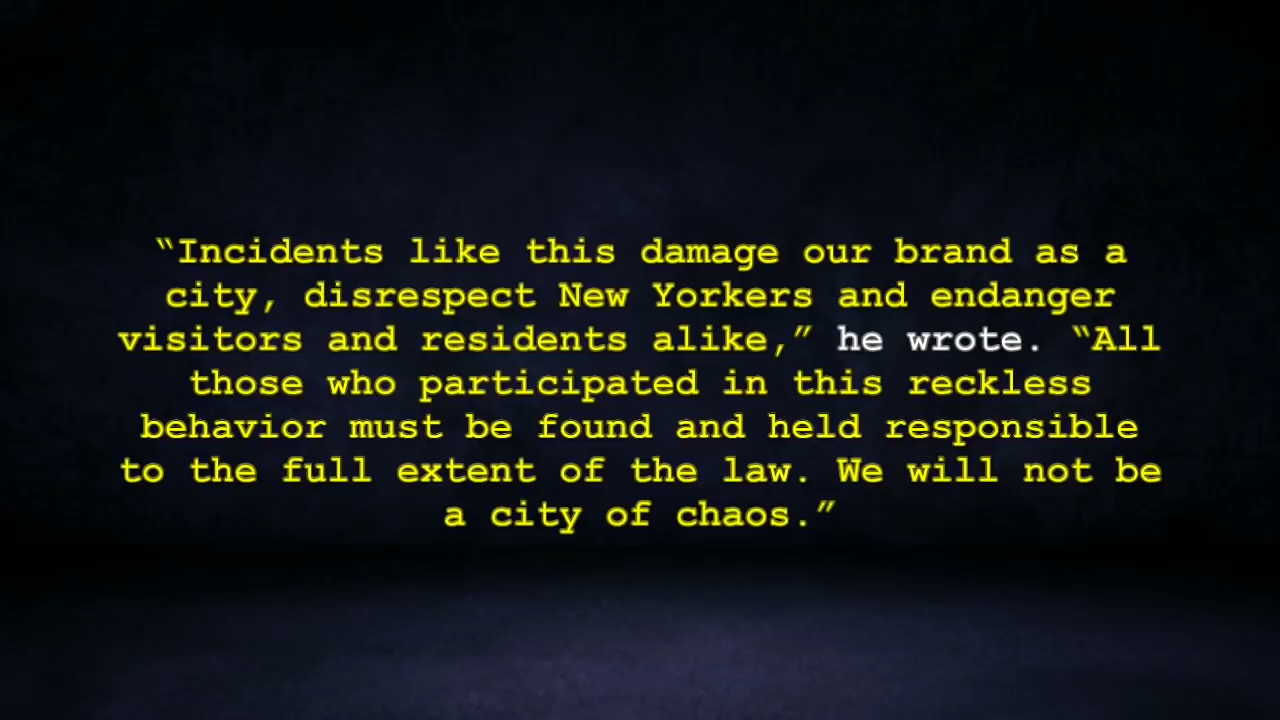 “Incidents like this damage our brand as a
city, disrespect New Yorkers and endanger
visitors and residents alike,” he wrote. “All
those who participated in this reckless
behavior must be found and held responsible
to the full extent of the law. We will not be
a city of chaos.”